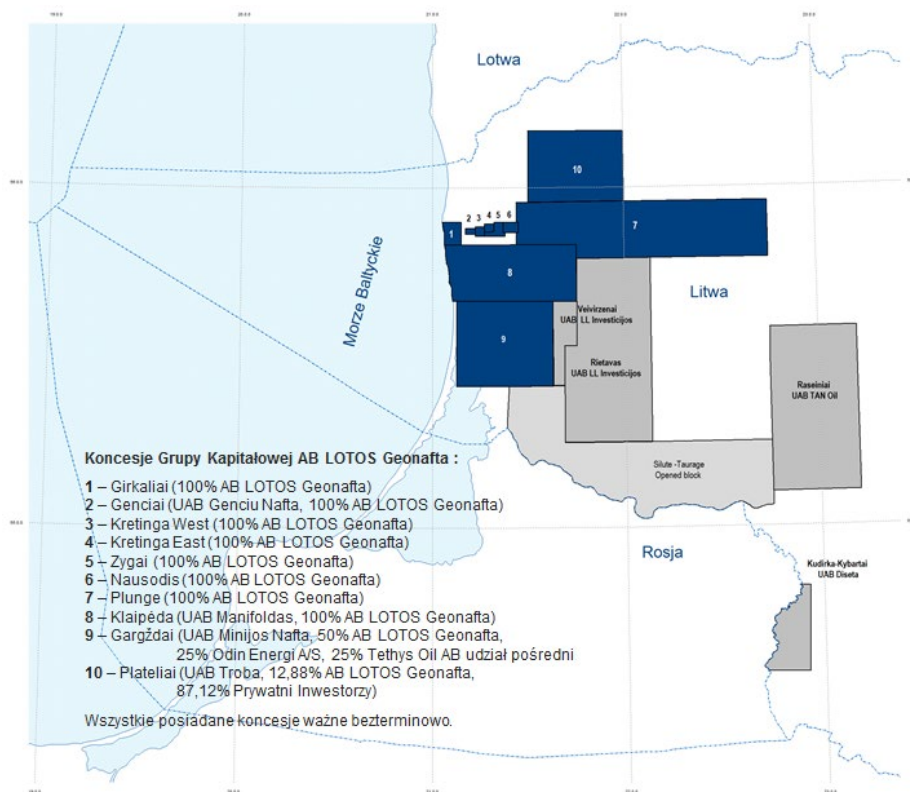 Łotwa
Litwa
Morze Bałtyckie
Rosja
10
2 3 4 5 6
1
7
8
9
Veivirzenai
UAB LL Investicijos
Rietavas
UAB LL Investicijos
Raseiniai
UAB TAN Oil
Silute -Taurage
Opened block
Kudirka-Kybartai
UAB Diseta
Koncesje Grupy Kapitałowej AB LOTOS Geonafta :
1 – Girkaliai (100% AB LOTOS Geonafta)
2 – Genciai (UAB Genciu Nafta, 100% AB LOTOS Geonafta)
3 – Kretinga West (100% AB LOTOS Geonafta)
4 – Kretinga East (100% AB LOTOS Geonafta)
5 – Zygai (100% AB LOTOS Geonafta)
6 – Nausodis (100% AB LOTOS Geonafta)
7 – Plunge (100% AB LOTOS Geonafta)
8 – Klaipėda (UAB Manifoldas, 100% AB LOTOS Geonafta)
9 – Gargždai (UAB Minijos Nafta, 50% AB LOTOS Geonafta,
25% Odin Energi A/S, 25% Tethys Oil AB udział pośredni
10 – Plateliai (UAB Troba, 12,88% AB LOTOS Geonafta,
87,12% Prywatni Inwestorzy)
Wszystkie posiadane koncesje ważne bezterminowo.